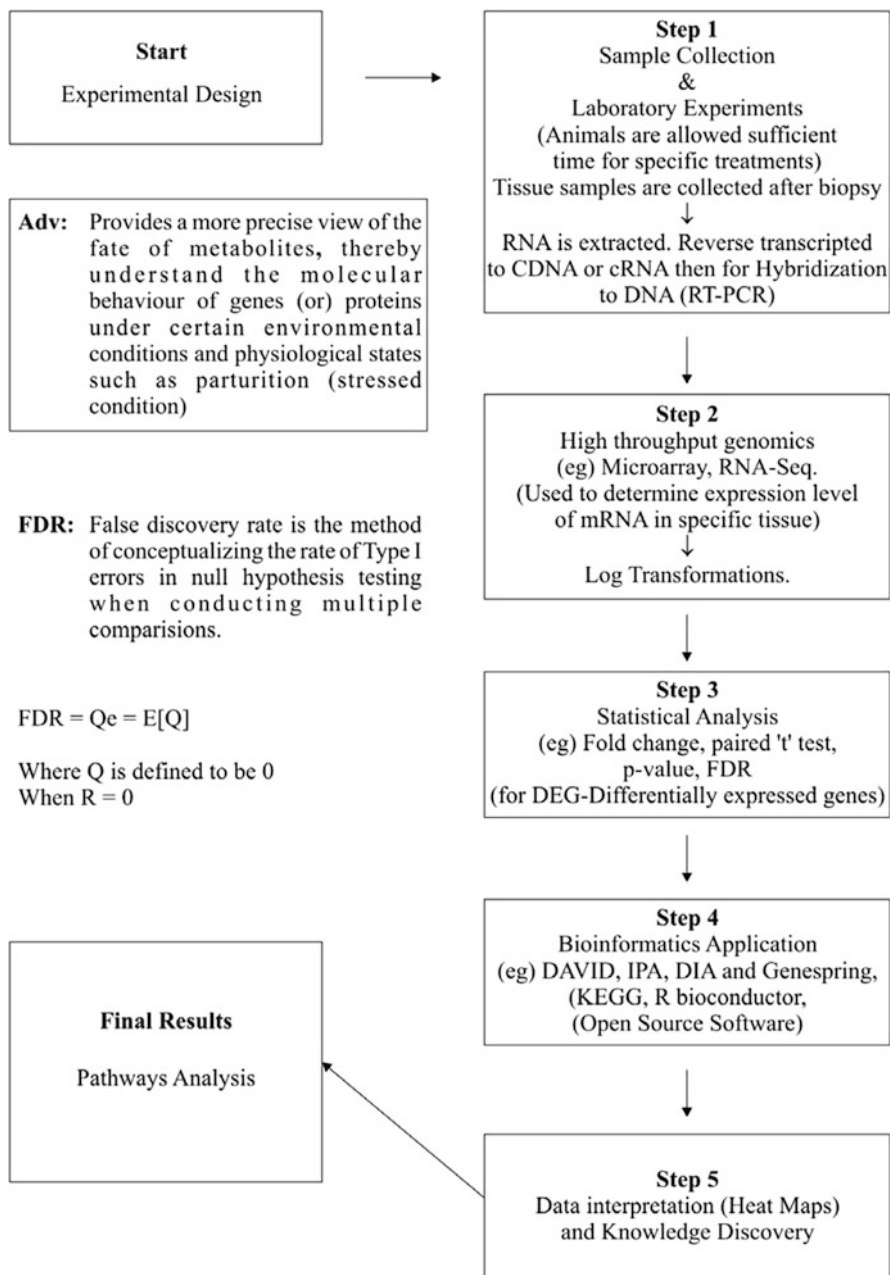 Start
Experimental Design
Step 1
Sample Collection
&
Laboratory Experiments
(Animals are allowed sufficient
time for specific treatments)
Tissue samples are collected after biopsy
↓
RNA is extracted. Reverse transcripted
to CDNA or cRNA then for Hybridization
to DNA (RT-PCR)
Adv: Provides a more precise view of the
fate of metabolites, thereby
understand the molecular
behaviour of genes (or) proteins
under certain environmental
conditions and physiological states
such as parturition (stressed
condition)
Step 2
High throughput genomics
(eg) Microarray, RNA-Seq.
(Used to determine expression level
of mRNA in specific tissue)
↓
Log Transformations.
FDR: False discovery rate is the method
of conceptualizing the rate of Type I
errors in null hypothesis testing
when conducting multiple
comparisions.
FDR = Qe = E[Q]
Where Q is defined to be 0
When R = 0
Step 3
Statistical Analysis
(eg) Fold change, paired 't' test,
p-value, FDR
(for DEG-Differentially expressed genes)
Step 4
Bioinformatics Application
(eg) DAVID, IPA, DIA and Genespring,
(KEGG, R bioconductor,
(Open Source Software)
Step 5
Data interpretation (Heat Maps)
and Knowledge Discovery
Final Results
Pathways Analysis